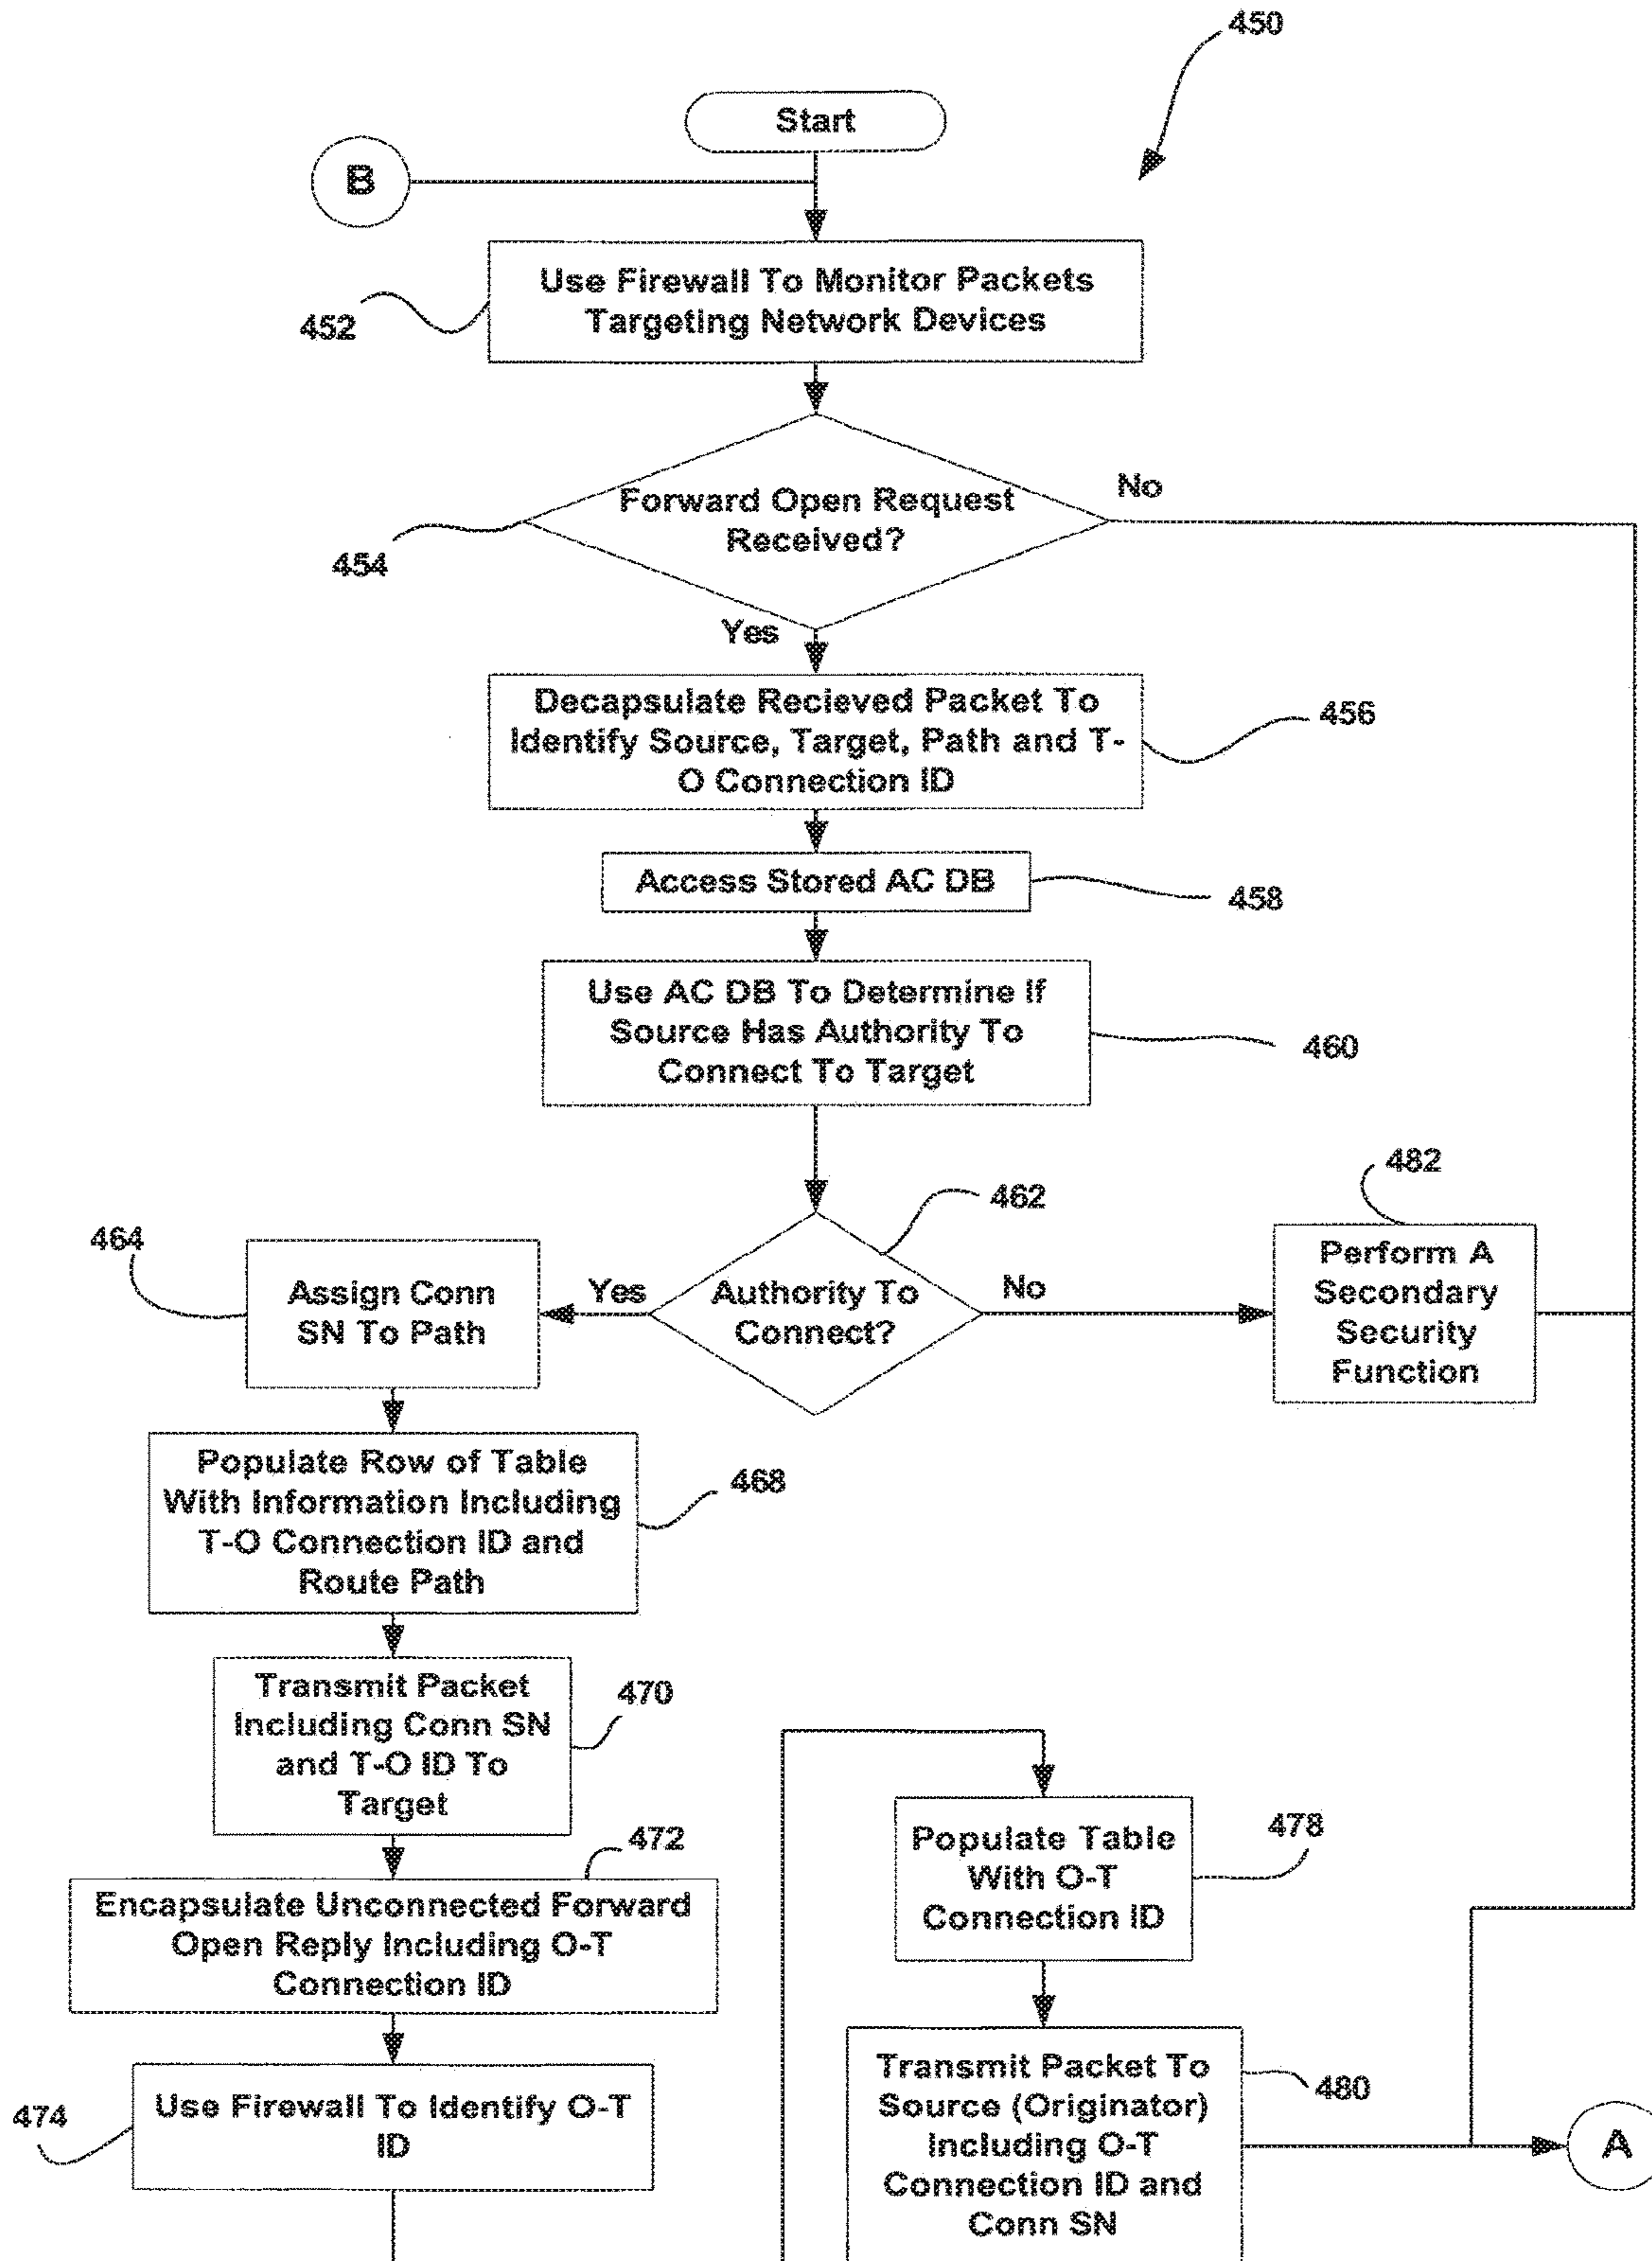 450
Start
B
Use Firewall To Monitor Packets
Targeting Network Devices
452
Forward Open Request
Received?
No
454
Yes
Decapsulate Recieved Packet To
Identify Source, Target, Path and T-
O Connection ID
456
Access Stored AC DB
458
Use AC DB To Determine If
Source Has Authority To
Connect To Target
460
462
482
464
Assign Conn
SN To Path
Yes
Authority To
Connect?
No
Perform A
Secondary
Security
Function
Populate Row of Table
With Information Including
T-O Connection ID and
Route Path
468
Transmit Packet
Including Conn SN
and T-O ID To
Target
470
472
Encapsulate Unconnected Forward
Open Reply Including O-T
Connection ID
474
Use Firewall To Identify O-T
ID
Populate Table
With O-T
Connection ID
478
Transmit Packet To
Source (Originator)
Including O-T
Connection ID and
Conn SN
480
A